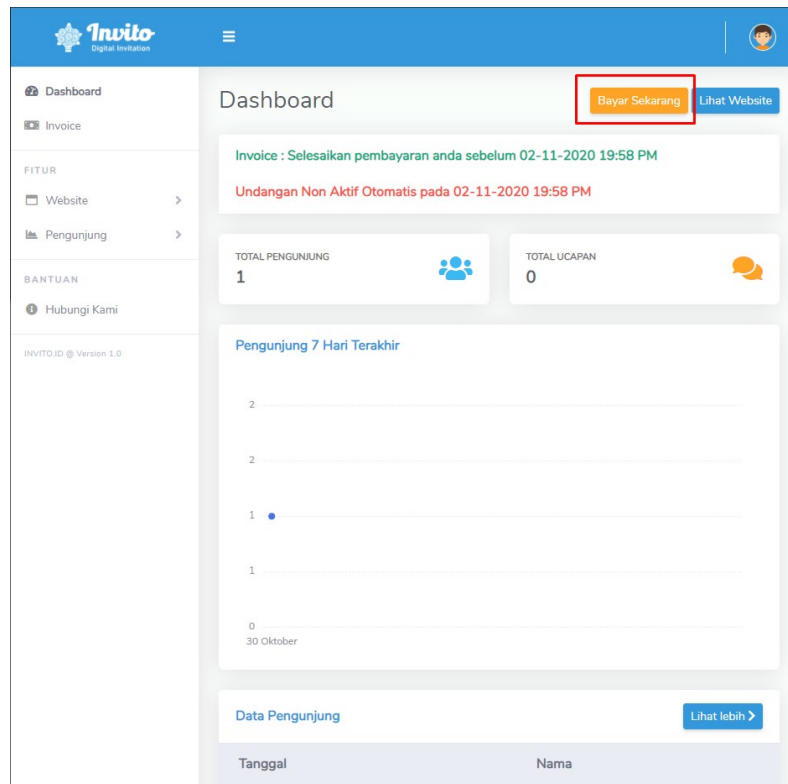 Invito
Digital Invitation
Dashboard
Invoice
FITUR
Website
Pengunjung
BANTUAN
Hubungi Kami
INVITO.ID @ Version 1.0
Dashboard
Bayar Sekarang
Lihat Website
Invoice : Selesaikan pembayaran anda sebelum 02-11-2020 19:58 PM
Undangan Non Aktif Otomatis pada 02-11-2020 19:58 PM
TOTAL PENGUNJUNG
1
TOTAL UCAPAN
0
Pengunjung 7 Hari Terakhir
2
2
1
1
0
30 Oktober
Data Pengunjung
Lihat lebih
Tanggal Nama